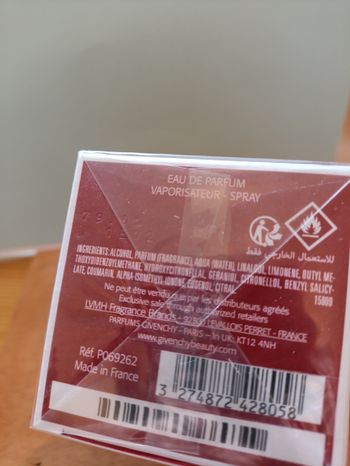 EAU DE PARFUM
VAPORISATEUR - SPRAY
للاستعمال الخارجي فقط
INGREDIENTS: ALCOHOL, PARFUM (FRAGRANCE), AQUA (WATER), LINALOOL, LIMONENE, BUTYL ME-
THOXYDIBENZOYLMETHANE, HYDROXYCITRONELLAL, GERANIOL, CITRONELLOL, BENZYL SALICY-
LATE, COUMARIN, ALPHA-ISOMETHYL IONONE, EUGENOL, CITRAL.
15009
Ne peut être vendu que par les distributeurs agréés
Exclusive sale through authorized retailers
LVMH Fragrance Brands - 92300 LEVALLOIS PERRET - FRANCE
PARFUMS GIVENCHY - PARIS - In UK: KT12 4NH
www.givenchybeauty.com
Réf. P069262
Made in France
3 274872 428058